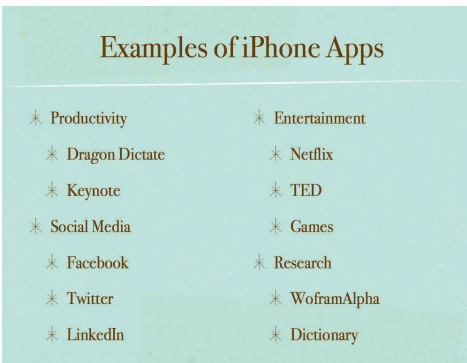 Examples of iPhone Apps
Productivity
Dragon Dictate
Keynote
Social Media
Facebook
Twitter
LinkedIn
Entertainment
Netflix
TED
Games
Research
WoframAlpha
Dictionary